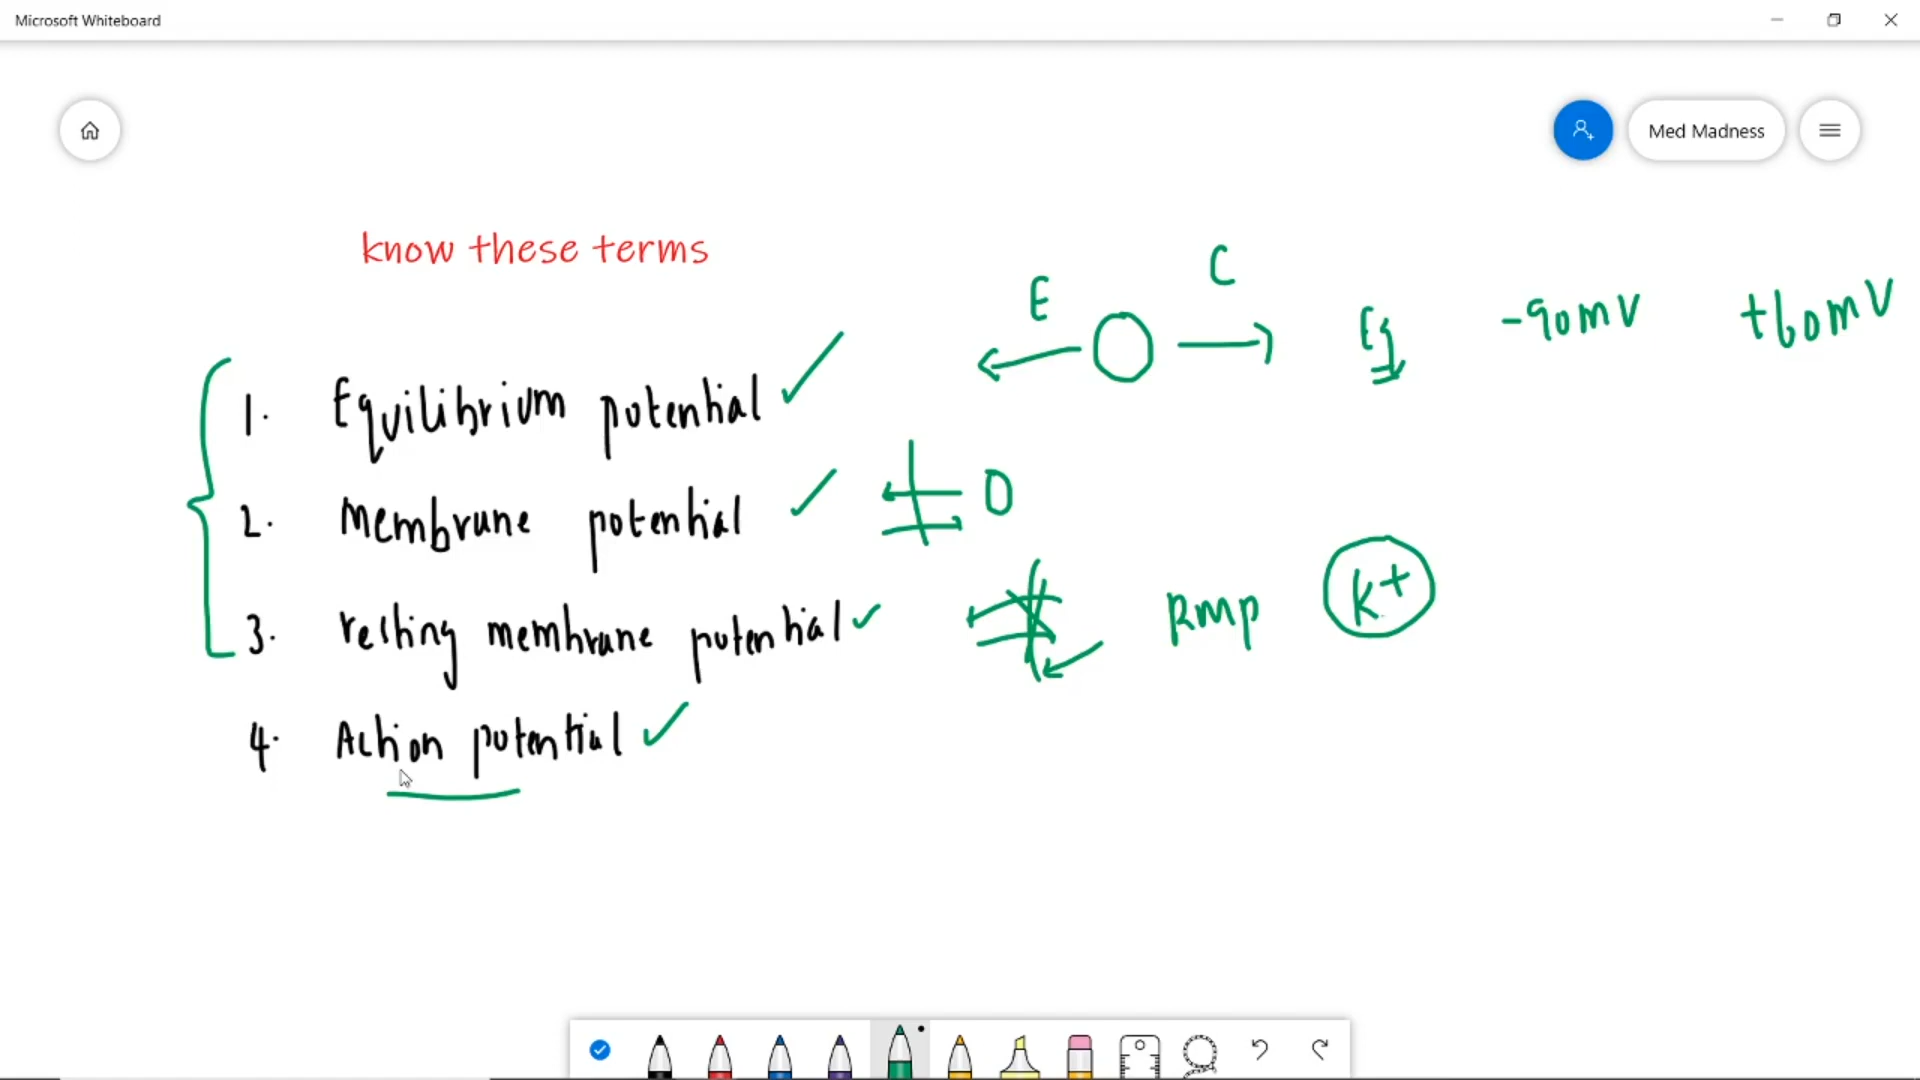 Microsoft Whiteboard
Med Madness
know these terms
E C
Eq -90mV +60mV
1. Equilibrium potential
2. Membrane potential
3. resting membrane potential RMP K+
4. Action potential